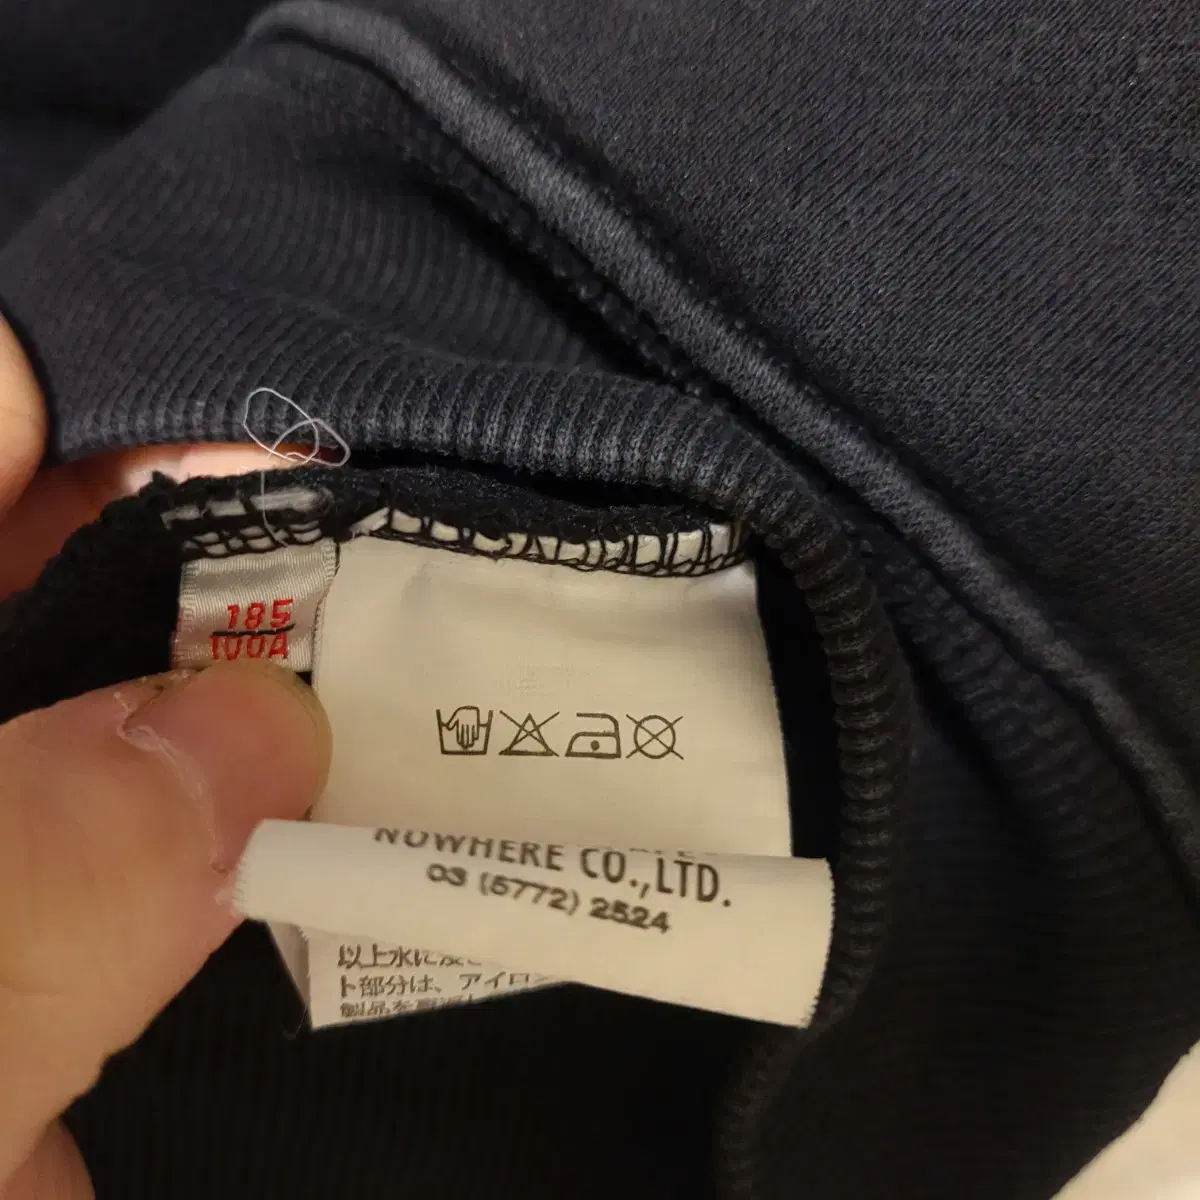 185
100A
NOWHERE CO.,LTD.
03 (5772) 2524
以上水に浸
ト部分は、アイロ
製品を